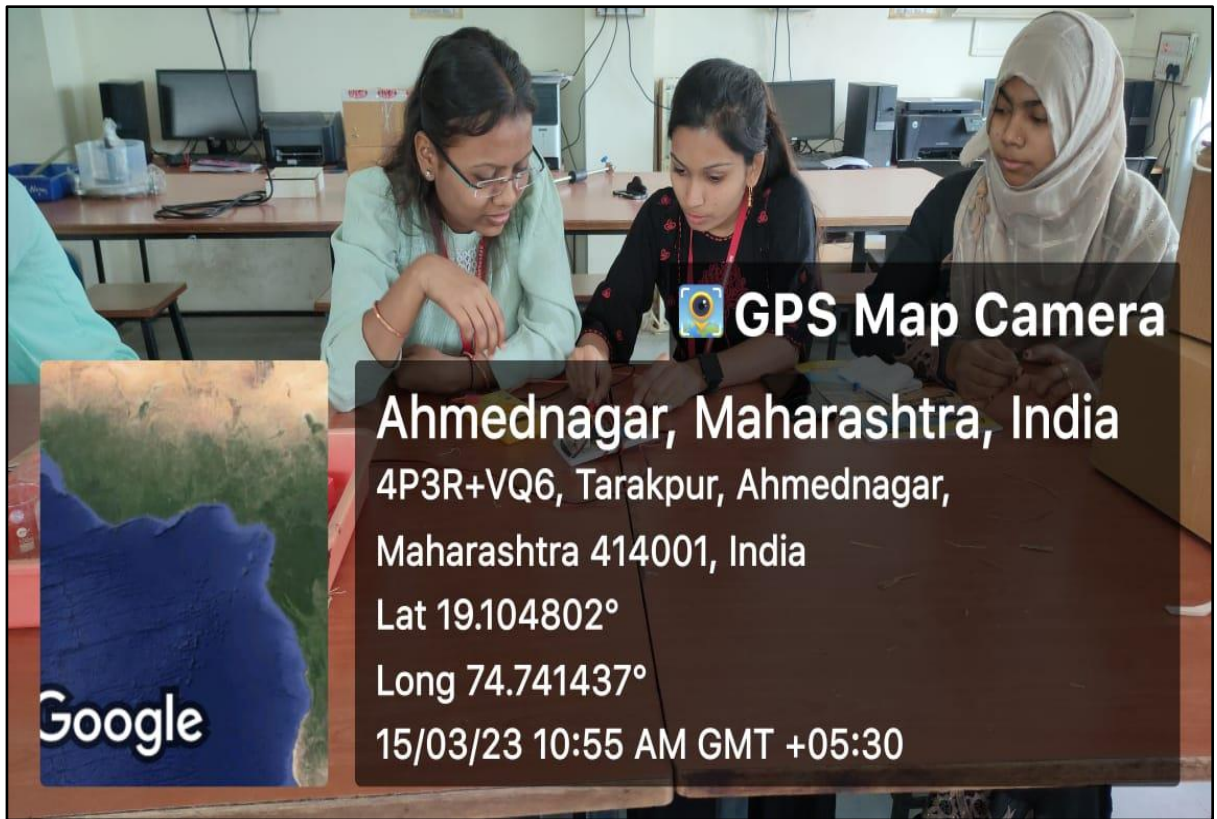 GPS Map Camera
Ahmednagar, Maharashtra, India
4P3R+VQ6, Tarakpur, Ahmednagar,
Maharashtra 414001, India
Lat 19.104802°
Long 74.741437°
15/03/23 10:55 AM GMT +05:30
Google